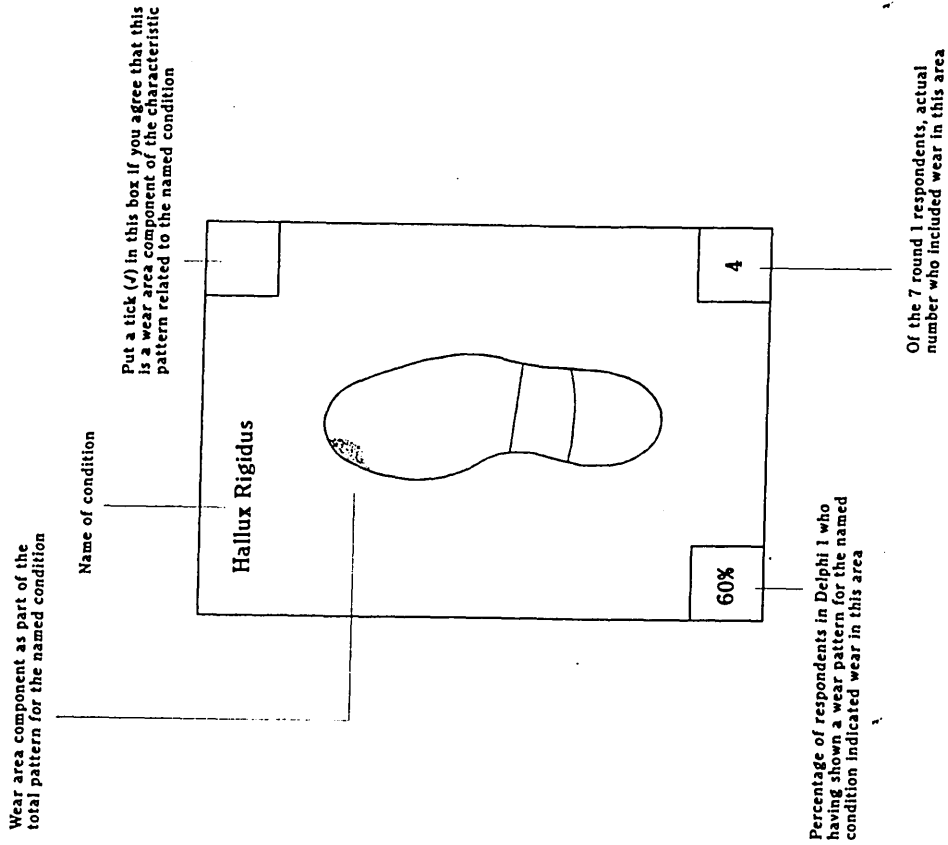 Wear area component as part of the
total pattern for the named condition
Name of condition
Put a tick (√) in this box if you agree that this
is a wear area component of the characteristic
pattern related to the named condition
Hallux Rigidus
60%
4
Percentage of respondents in Delphi 1 who
having shown a wear pattern for the named
condition indicated wear in this area
Of the 7 round 1 respondents, actual
number who included wear in this area